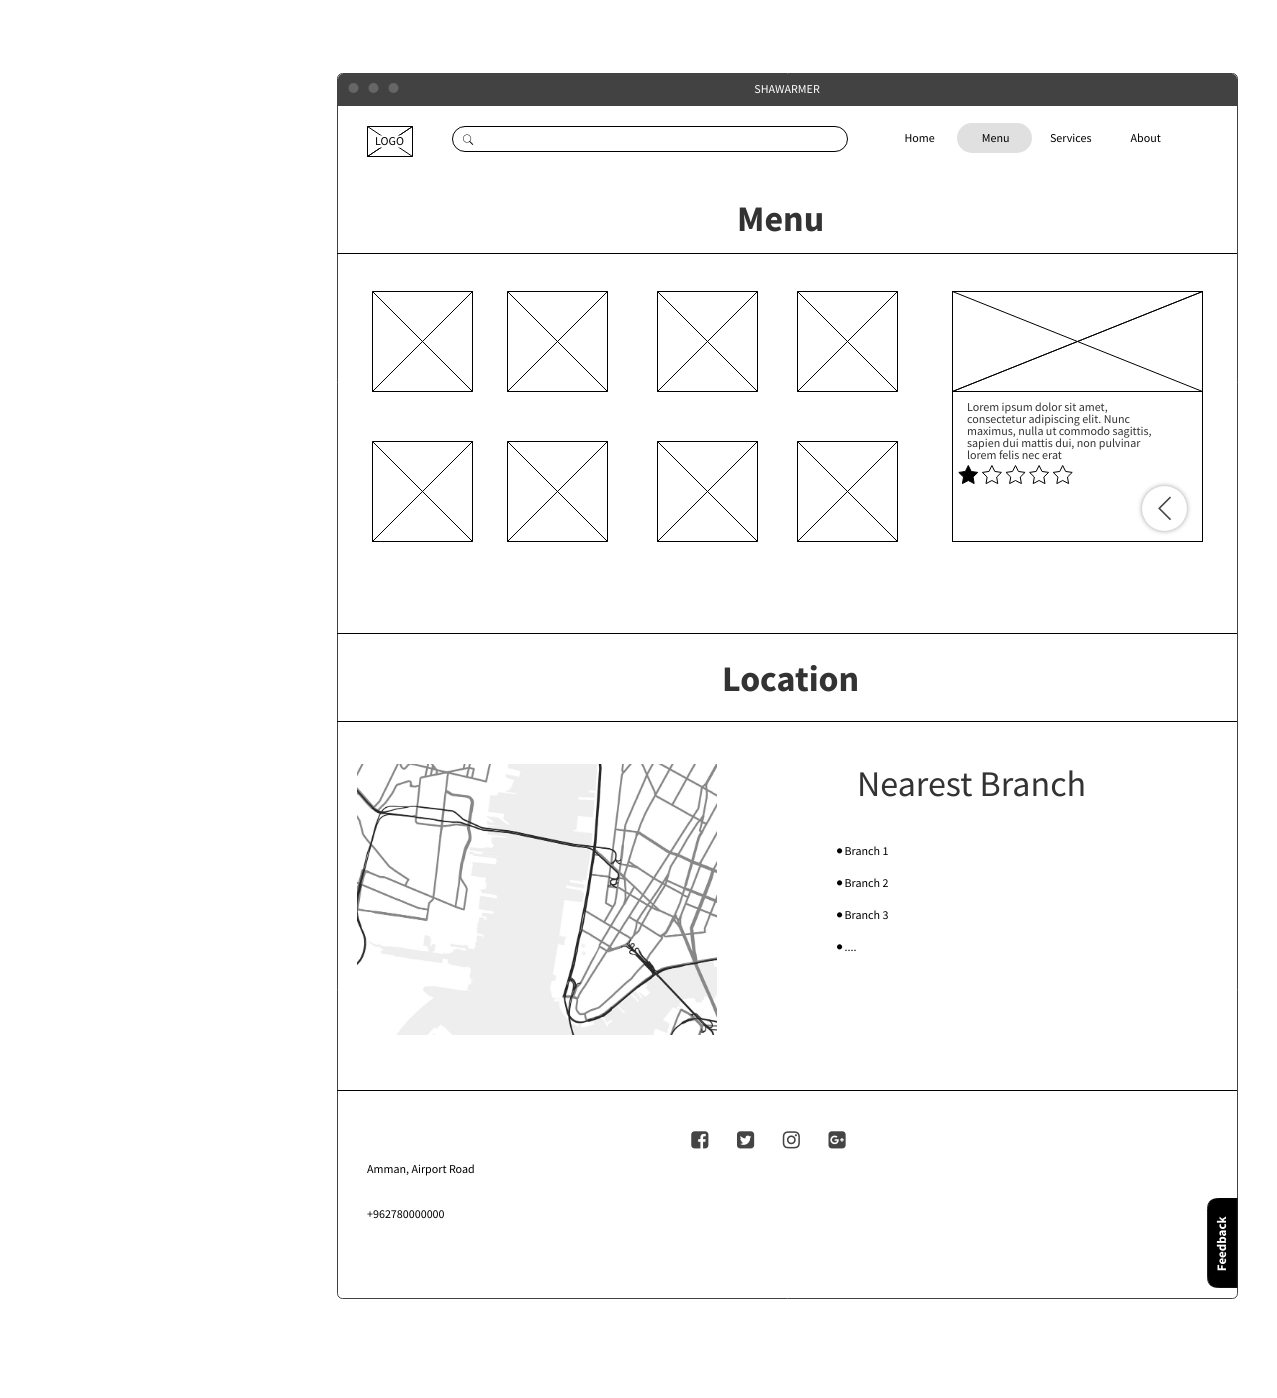 SHAWARMER
LOGO
Home
Menu
Services
About
Menu
Lorem ipsum dolor sit amet,
consectetur adipiscing elit. Nunc
maximus, nulla ut commodo sagittis,
sapien dui mattis dui, non pulvinar
lorem felis nec erat
Location
Nearest Branch
Branch 1
Branch 2
Branch 3
....
Amman, Airport Road
+962780000000
Feedback